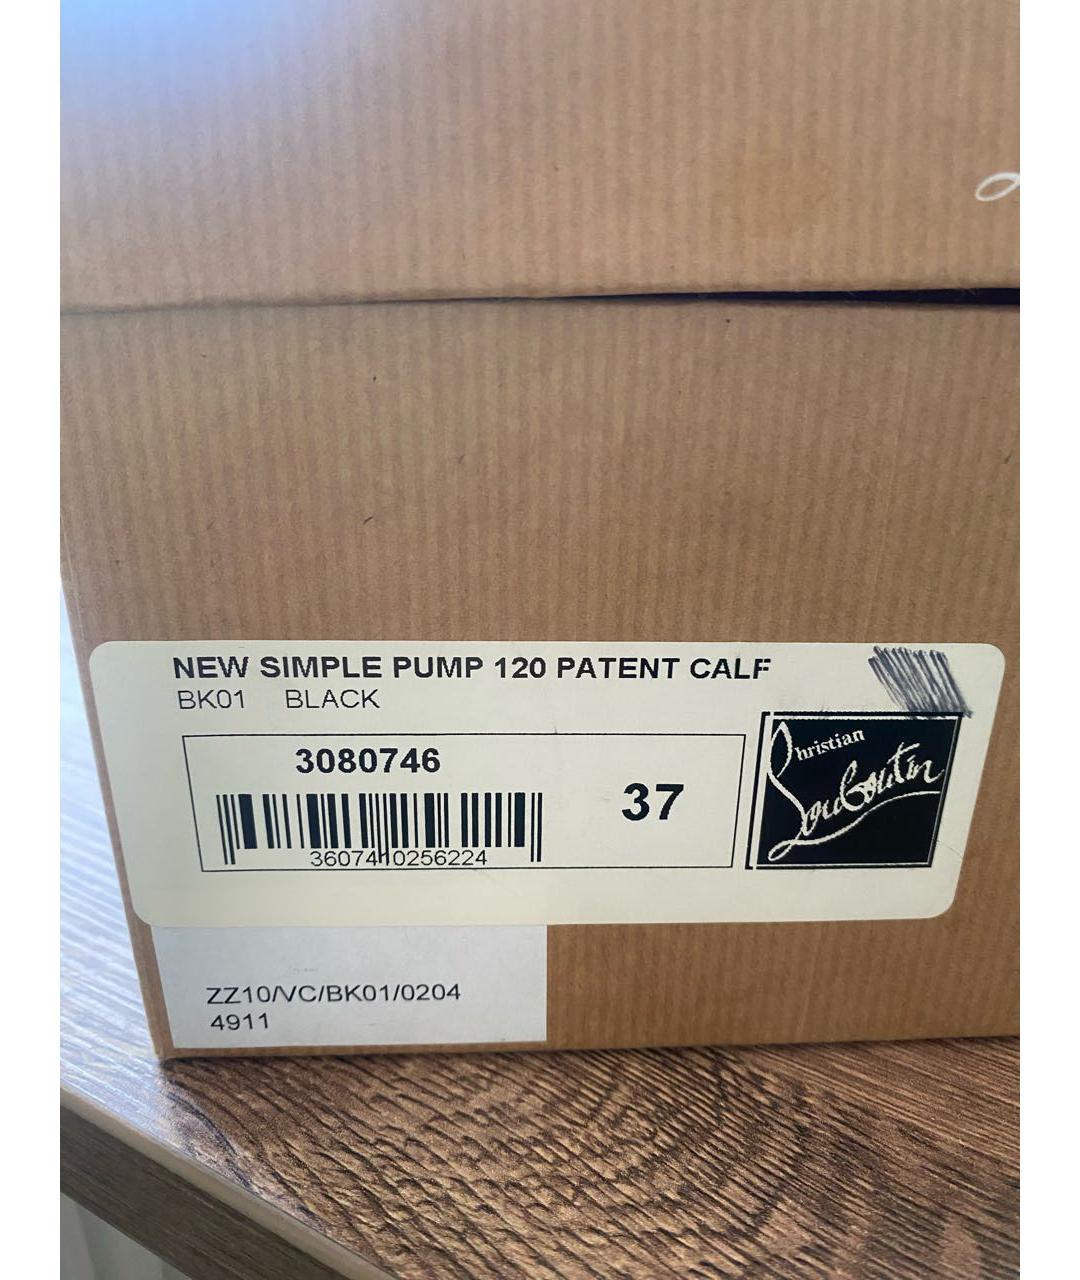 NEW SIMPLE PUMP 120 PATENT CALF
BK01 BLACK
3080746
37
3607410256224
Christian
Louboutin
ZZ10/VC/BK01/0204
4911